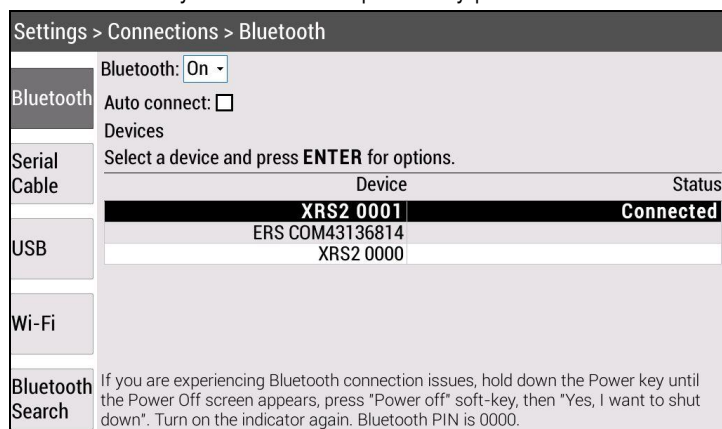 Settings > Connections > Bluetooth
Bluetooth
Bluetooth: On
Auto connect:
Devices
Select a device and press ENTER for options.
Serial
Cable
Device Status
XRS2 0001 Connected
ERS COM43136814
XRS2 0000
USB
Wi-Fi
Bluetooth
Search
If you are experiencing Bluetooth connection issues, hold down the Power key until
the Power Off screen appears, press "Power off" soft-key, then "Yes, I want to shut
down". Turn on the indicator again. Bluetooth PIN is 0000.